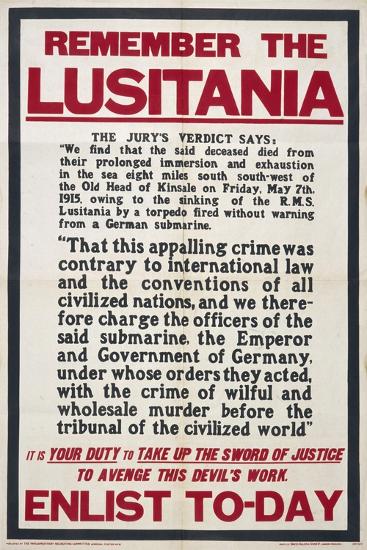 REMEMBER THE
LUSITANIA
THE JURY'S VERDICT SAYS:
"We find that the said deceased died from
their prolonged immersion and exhaustion
in the sea eight miles south south-west of
the Old Head of Kinsale on Friday, May 7th,
1915, owing to the sinking of the R.M.S.
Lusitania by a torpedo fired without warning
from a German submarine.
"That this appalling crime was
contrary to international law
and the conventions of all
civilized nations, and we there-
fore charge the officers of the
said submarine, the Emperor
and Government of Germany,
under whose orders they acted,
with the crime of wilful and
wholesale murder before the
tribunal of the civilized world"
IT IS YOUR DUTY TO TAKE UP THE SWORD OF JUSTICE
TO AVENGE THIS DEVIL'S WORK.
ENLIST TO-DAY
PUBLISHED BY THE PARLIAMENTARY RECRUITING COMMITTEE